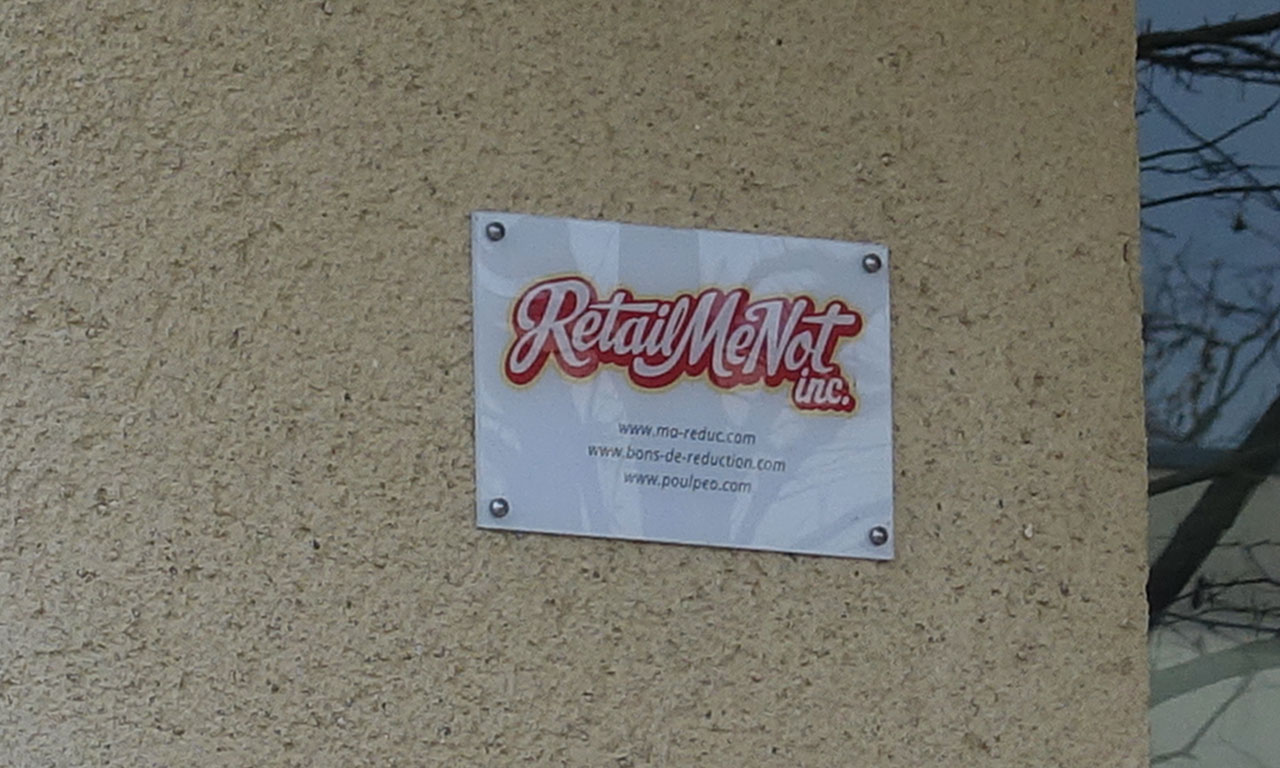 RetailMeNot
inc.
www.ma-reduc.com
www.bons-de-reduction.com
www.poulpeo.com